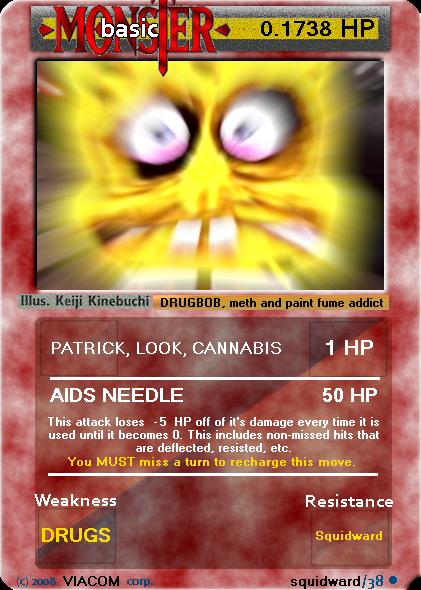 MONSTER
basic
0.1738 HP
Illus. Keiji Kinebuchi
DRUGBOB, meth and paint fume addict
PATRICK, LOOK, CANNABIS 1 HP
AIDS NEEDLE 50 HP
This attack loses -5 HP off of it's damage every time it is
used until it becomes 0. This includes non-missed hits that
are deflected, resisted, etc.
You MUST miss a turn to recharge this move.
Weakness Resistance
DRUGS Squidward
(c) 2008 VIACOM corp. squidward/38